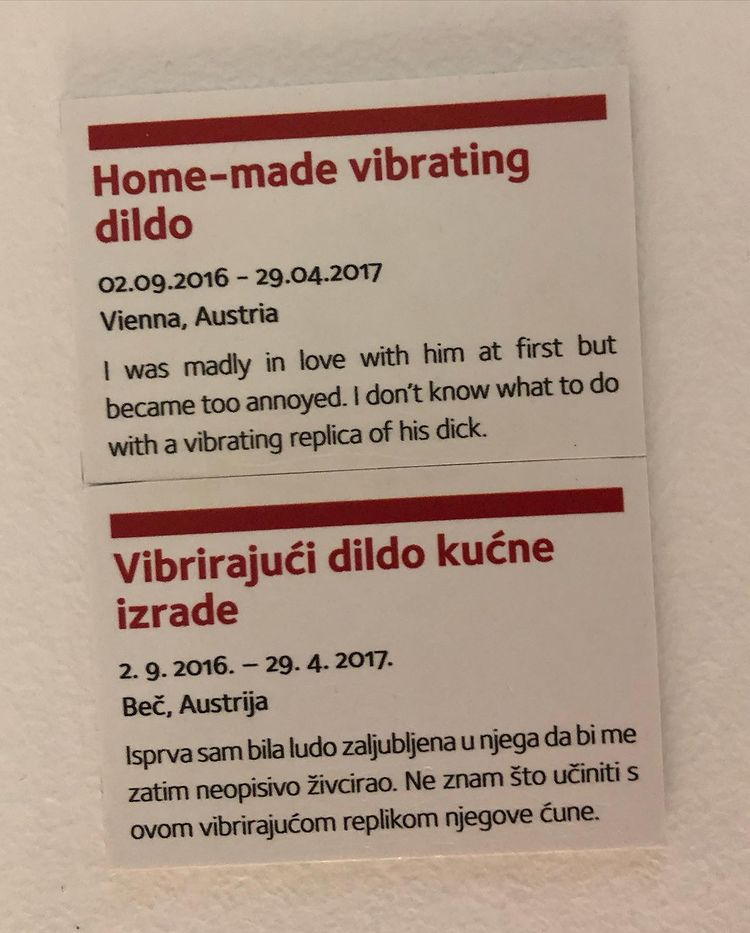 Home-made vibrating
dildo
02.09.2016 - 29.04.2017
Vienna, Austria
I was madly in love with him at first but
became too annoyed. I don't know what to do
with a vibrating replica of his dick.
Vibrirajući dildo kućne
izrade
2. 9. 2016. – 29. 4. 2017.
Beč, Austrija
Isprva sam bila ludo zaljubljena u njega da bi me
zatim neopisivo živcirao. Ne znam što učiniti s
ovom vibrirajućom replikom njegove ćune.